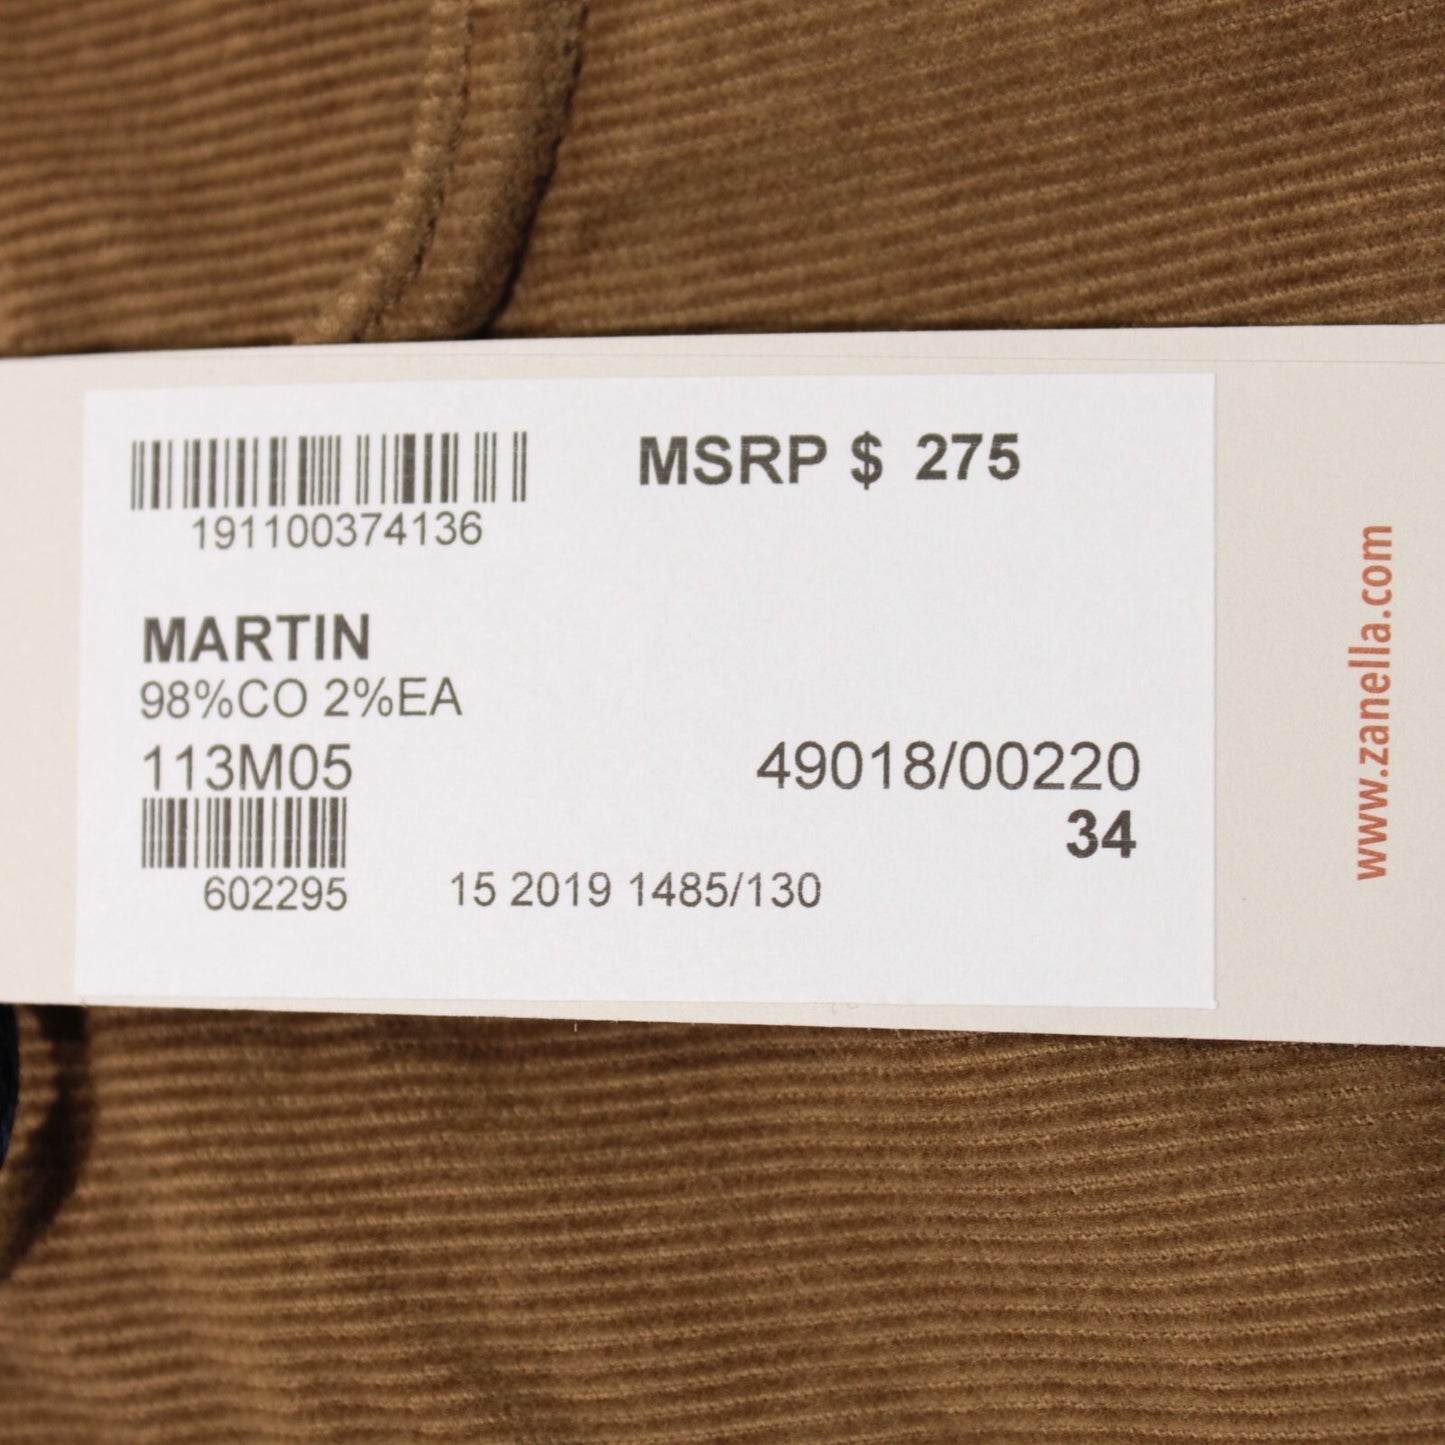 MSRP $ 275
191100374136
MARTIN
98%CO 2%EA
113M05
49018/00220
34
602295
15 2019 1485/130
www.zanella.com